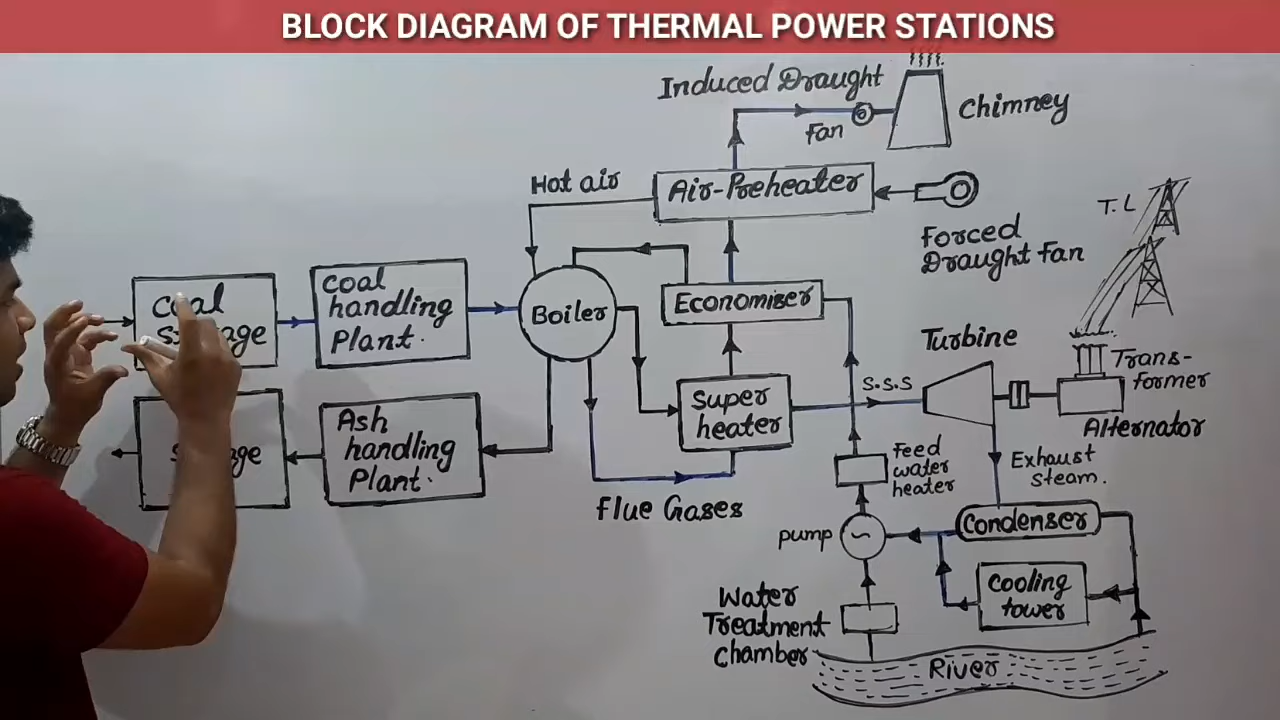 BLOCK DIAGRAM OF THERMAL POWER STATIONS
Induced Draught
Fan
Chimney
Hot air
Air-Preheater
Forced
Draught Fan
T.L
Coal
handling
Plant.
Boiler
Economiser
Turbine
Trans-
former
Alternator
S.S.S
Super
heater
Ash
handling
Plant.
Feed
water
heater
Exhaust
steam.
Flue Gases
Pump
~
Condenser
Cooling
tower
Water
Treatment
Chamber
River